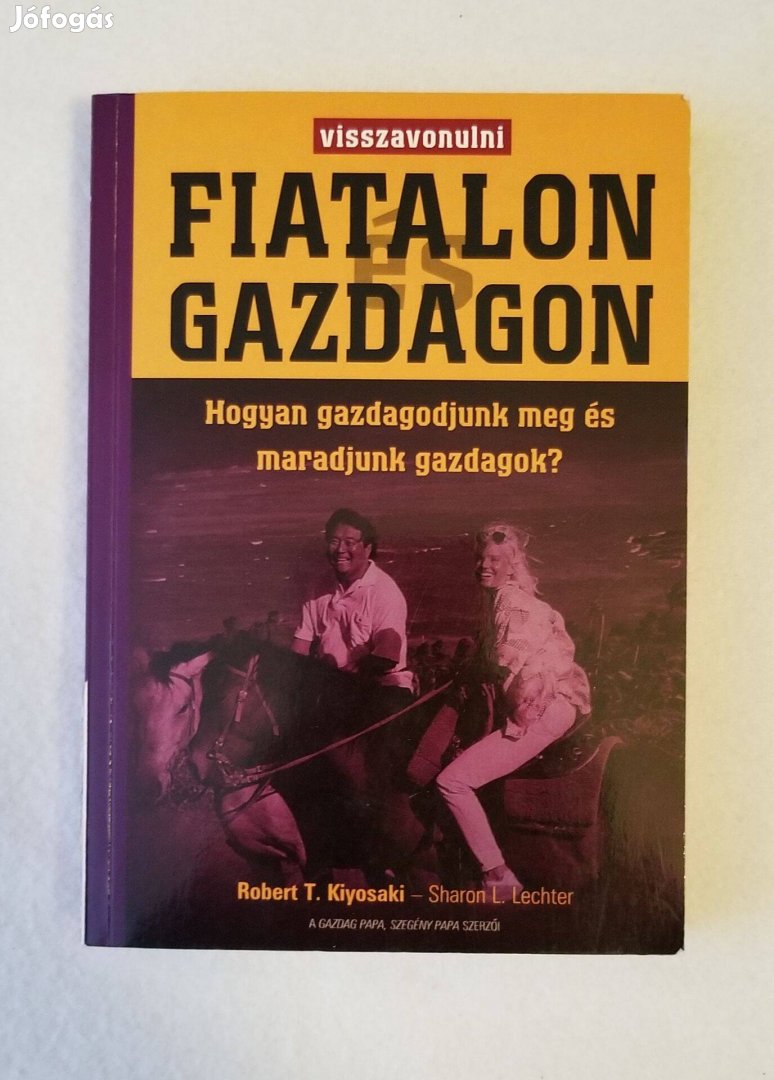 Jófogás
visszavonulni
FIATALON
ÉS
GAZDAGON
Hogyan gazdagodjunk meg és
maradjunk gazdagok?
Robert T. Kiyosaki – Sharon L. Lechter
A GAZDAG PAPA, SZEGÉNY PAPA SZERZŐI